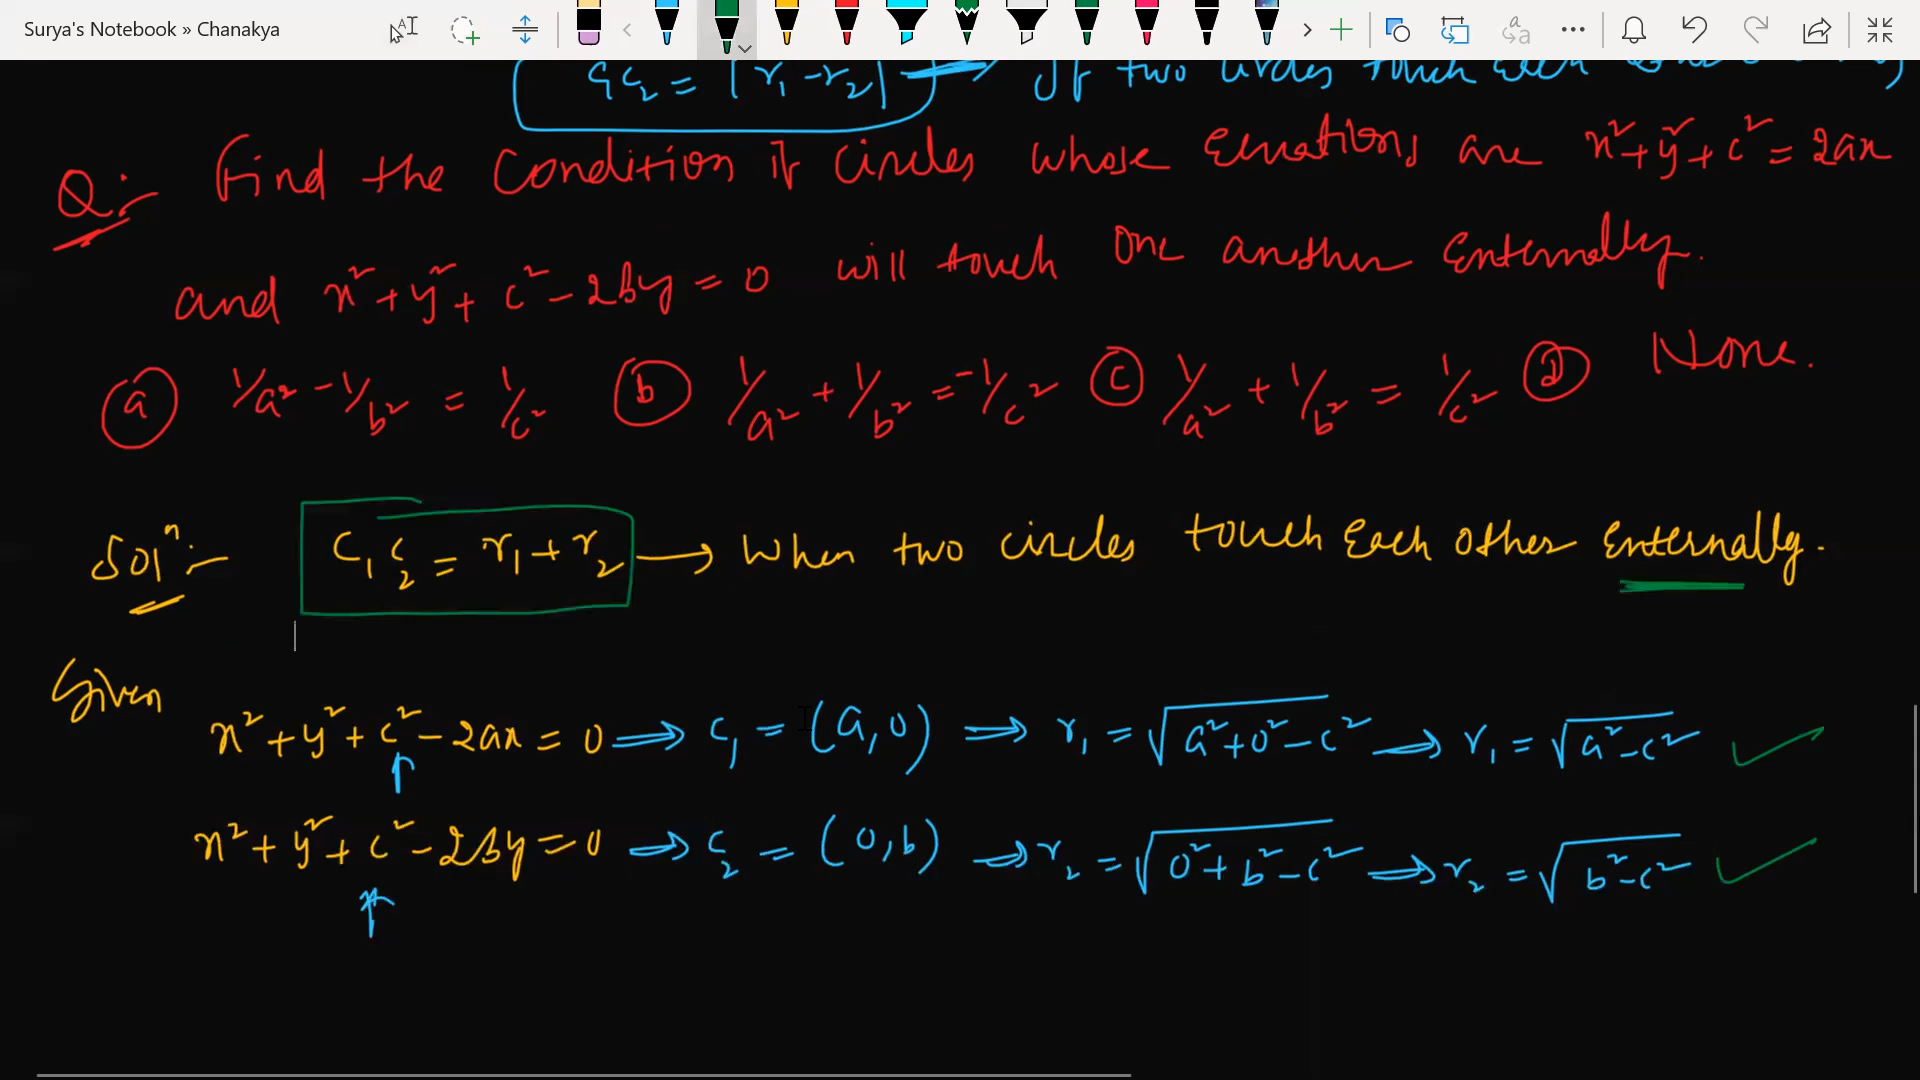 Surya's Notebook » Chanakya
C₁C₂ = |r₁ - r₂| → If two circles touch each
Q:- Find the Condition if circles whose Equations are x² + y² + c² = 2ax
and x² + y² + c² - 2by = 0 will touch one another Externally.
(a) 1/a² - 1/b² = 1/c² (b) 1/a² + 1/b² = -1/c² (c) 1/a² + 1/b² = 1/c² (d) None.
Solⁿ:- C₁C₂ = r₁ + r₂ → When two circles touch Each other Externally.
Given
x² + y² + c² - 2ax = 0 ⇒ C₁ = (a, 0) ⇒ r₁ = √(a² + 0² - c²) ⇒ r₁ = √(a² - c²) ✓
x² + y² + c² - 2by = 0 ⇒ C₂ = (0, b) ⇒ r₂ = √(0² + b² - c²) ⇒ r₂ = √(b² - c²) ✓